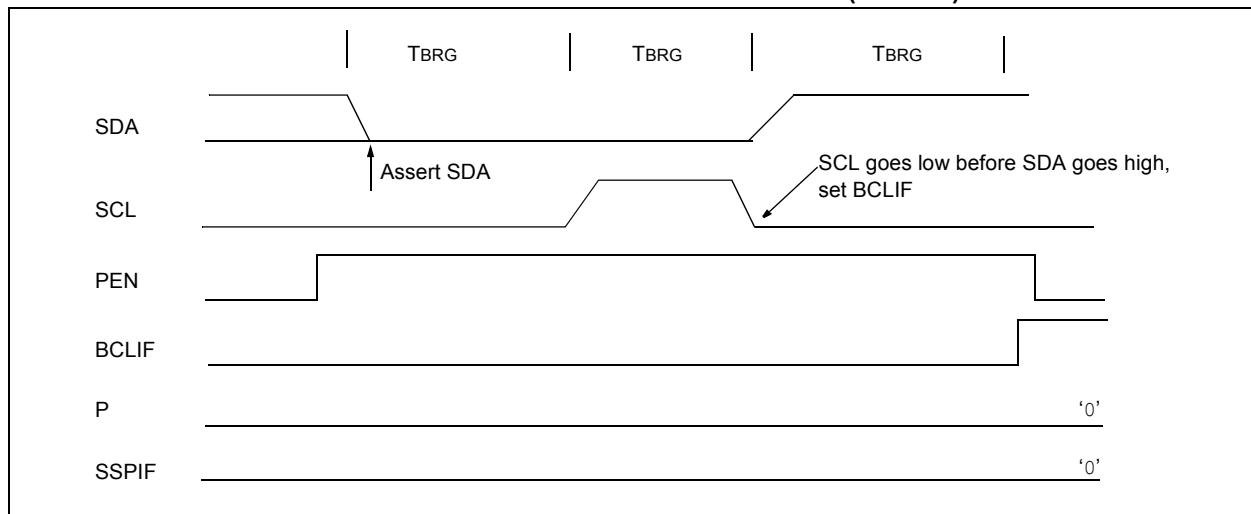 TBRG TBRG TBRG
SDA
Assert SDA
SCL goes low before SDA goes high,
set BCLIF
SCL
PEN
BCLIF
P '0'
SSPIF '0'